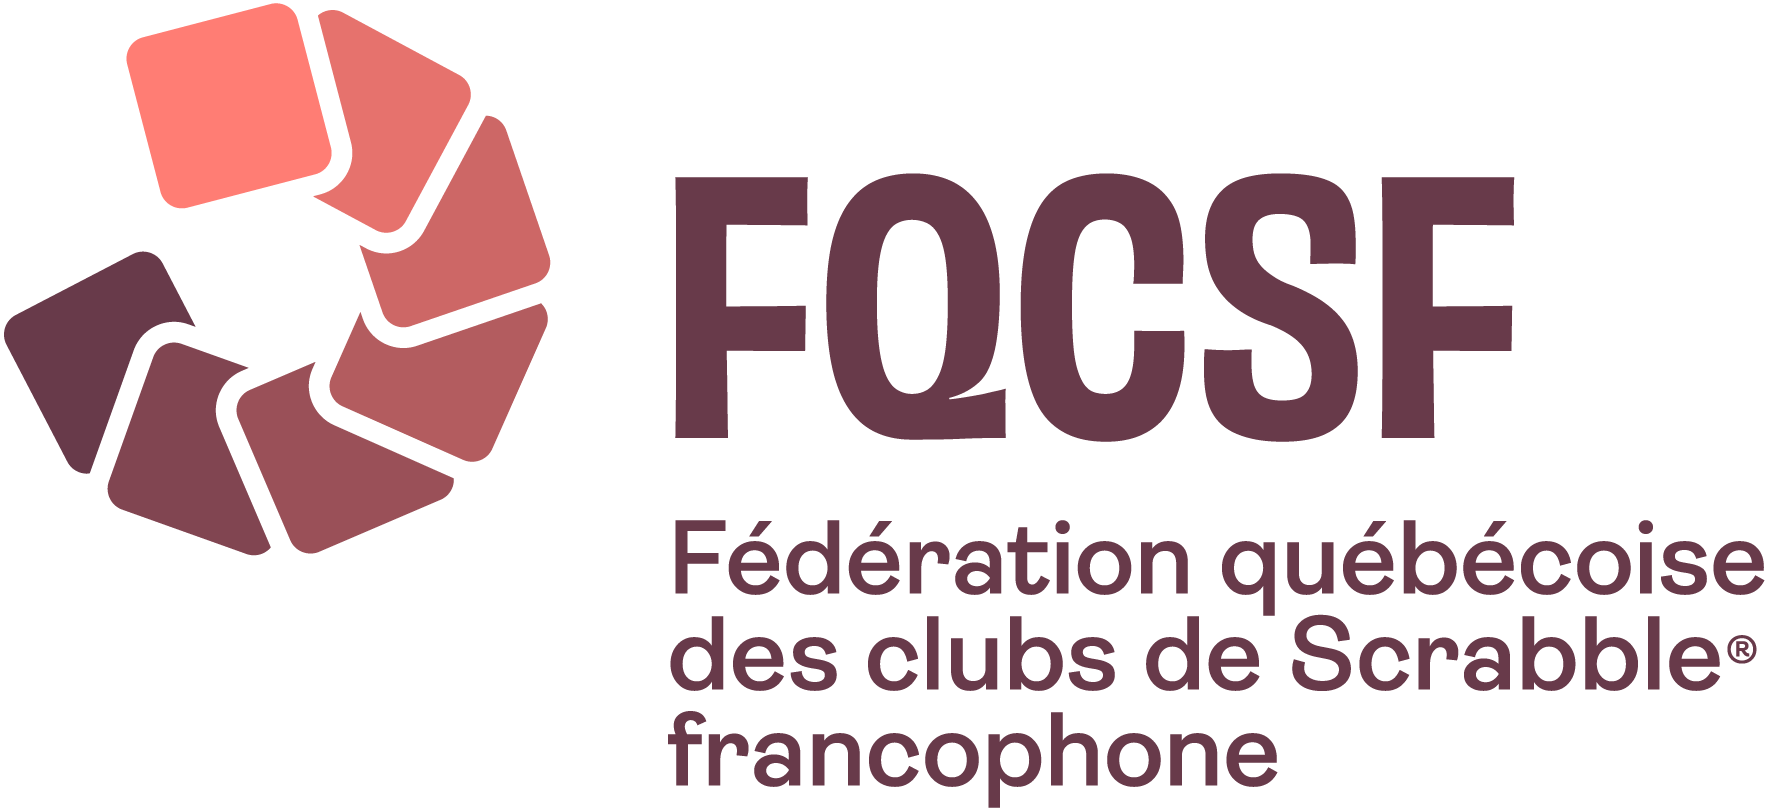 FQCSF
Fédération québécoise
des clubs de Scrabble®
francophone